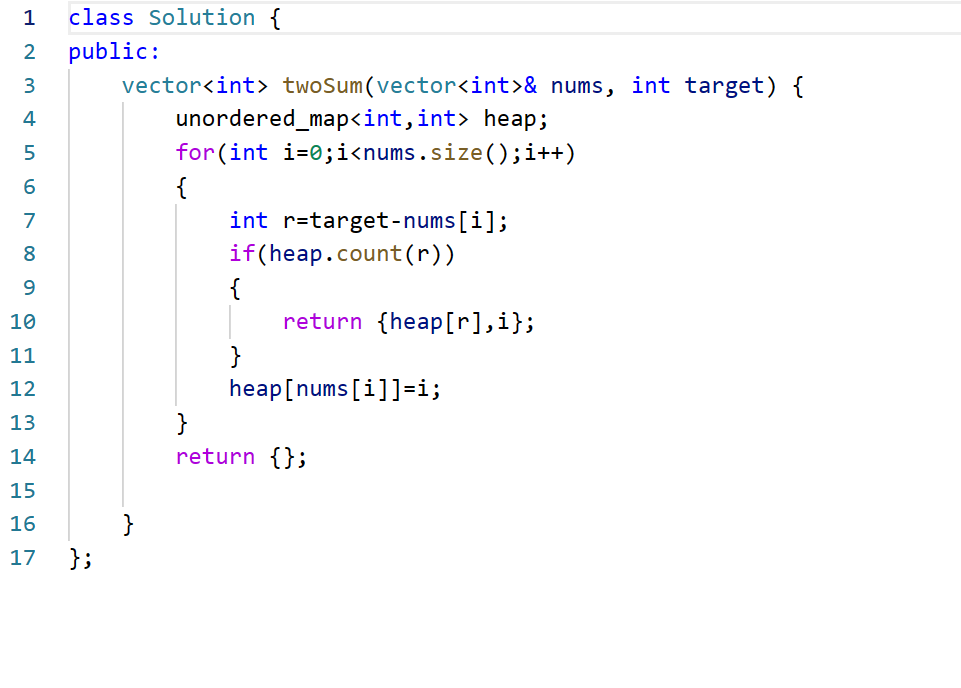 1 class Solution {
2 public:
3     vector<int> twoSum(vector<int>& nums, int target) {
4         unordered_map<int,int> heap;
5         for(int i=0;i<nums.size();i++)
6         {
7             int r=target-nums[i];
8             if(heap.count(r))
9             {
10                 return {heap[r],i};
11             }
12             heap[nums[i]]=i;
13         }
14         return {};
15
16     }
17 };